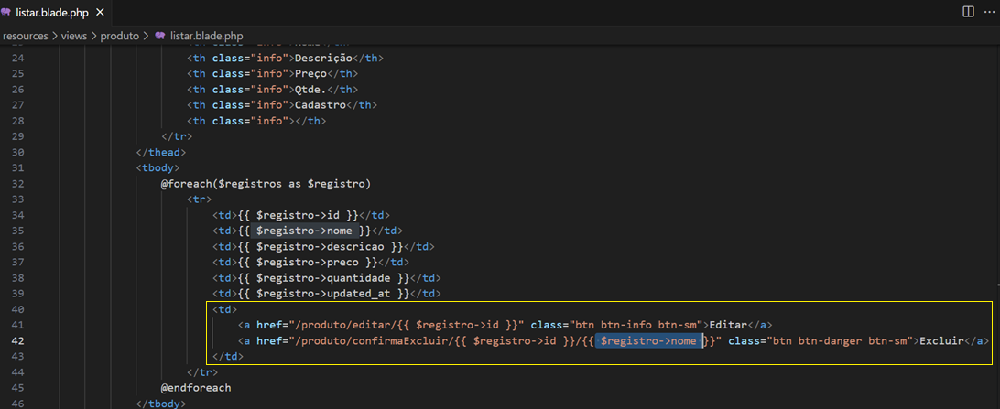 listar.blade.php ×
resources > views > produto > listar.blade.php
24 <th class="info">Descrição</th>
25 <th class="info">Preço</th>
26 <th class="info">Qtde.</th>
27 <th class="info">Cadastro</th>
28 <th class="info"></th>
29 </tr>
30 </thead>
31 <tbody>
32 @foreach($registros as $registro)
33 <tr>
34 <td>{{ $registro->id }}</td>
35 <td>{{ $registro->nome }}</td>
36 <td>{{ $registro->descricao }}</td>
37 <td>{{ $registro->preco }}</td>
38 <td>{{ $registro->quantidade }}</td>
39 <td>{{ $registro->updated_at }}</td>
40 <td>
41 <a href="/produto/editar/{{ $registro->id }}" class="btn btn-info btn-sm">Editar</a>
42 <a href="/produto/confirmaExcluir/{{ $registro->id }}/{{ $registro->nome }}" class="btn btn-danger btn-sm">Excluir</a>
43 </td>
44 </tr>
45 @endforeach
46 </tbody>